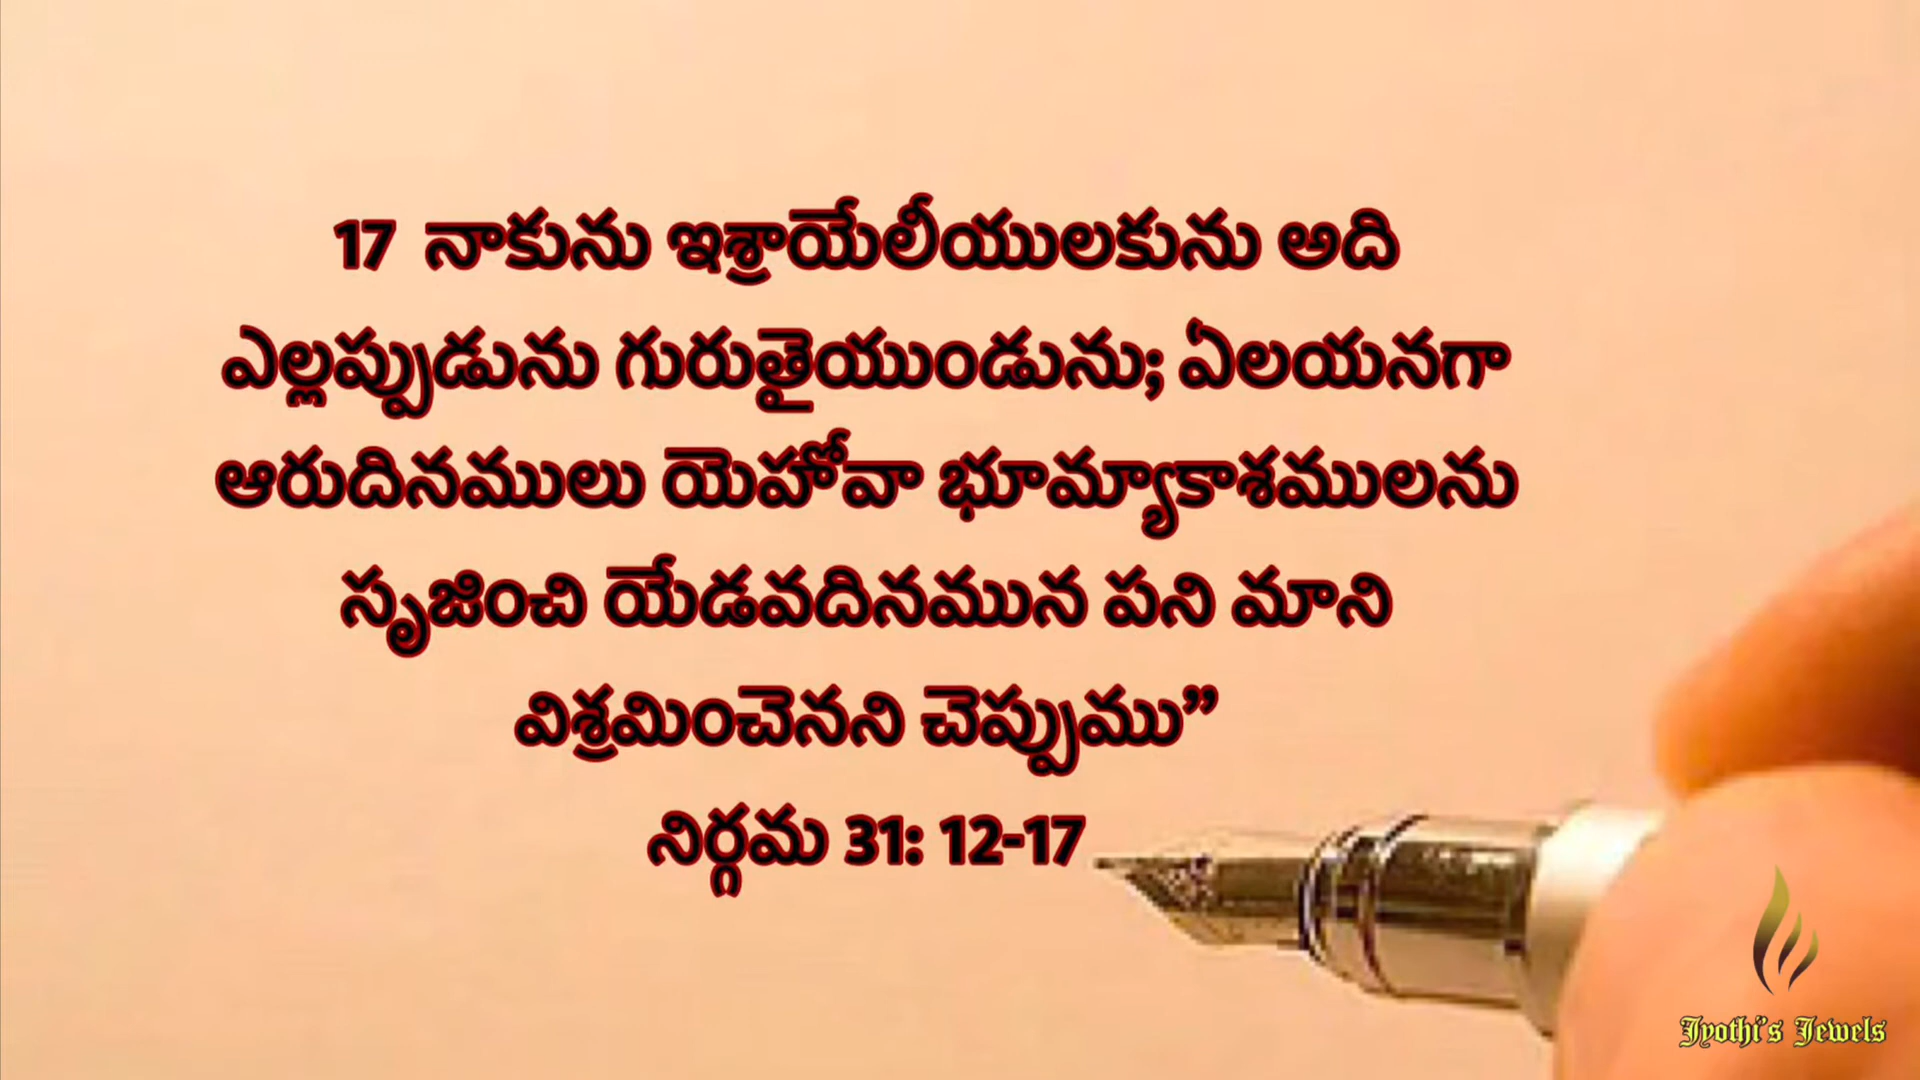 17 నాకును ఇశ్రాయేలీయులకును అది
ఎల్లప్పుడును గురుతైయుండును; ఏలయనగా
ఆరుదినములు యెహోవా భూమ్యాకాశములను
సృజించి యేడవదినమున పని మాని
విశ్రమించెనని చెప్పుము”
నిర్గమ 31: 12-17
Jyothi's Jewels